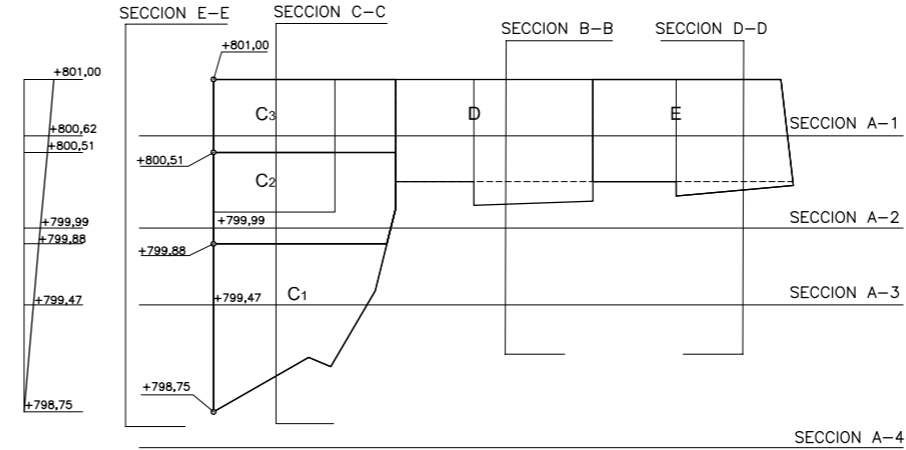 SECCION E-E
SECCION C-C
SECCION B-B
SECCION D-D
+801,00
+801,00
C3
D
E
+800,62
SECCION A-1
+800,51
+800,51
C2
+799,99
+799,99
SECCION A-2
+799.88
+799.88
C1
+799,47
+799,47
SECCION A-3
+798,75
+798,75
SECCION A-4